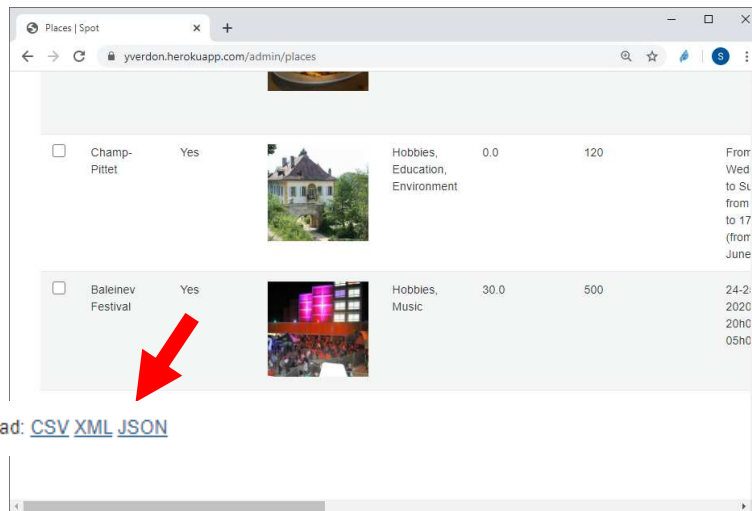 Places | Spot
yverdon.herokuapp.com/admin/places
S
Champ-
Pittet
Yes
Hobbies,
Education,
Environment
0.0
120
From
Wed
to Su
from
to 17
(from
June
Baleinev
Festival
Yes
Hobbies,
Music
30.0
500
24-2
2020
20h0
05h0
ad: CSV XML JSON